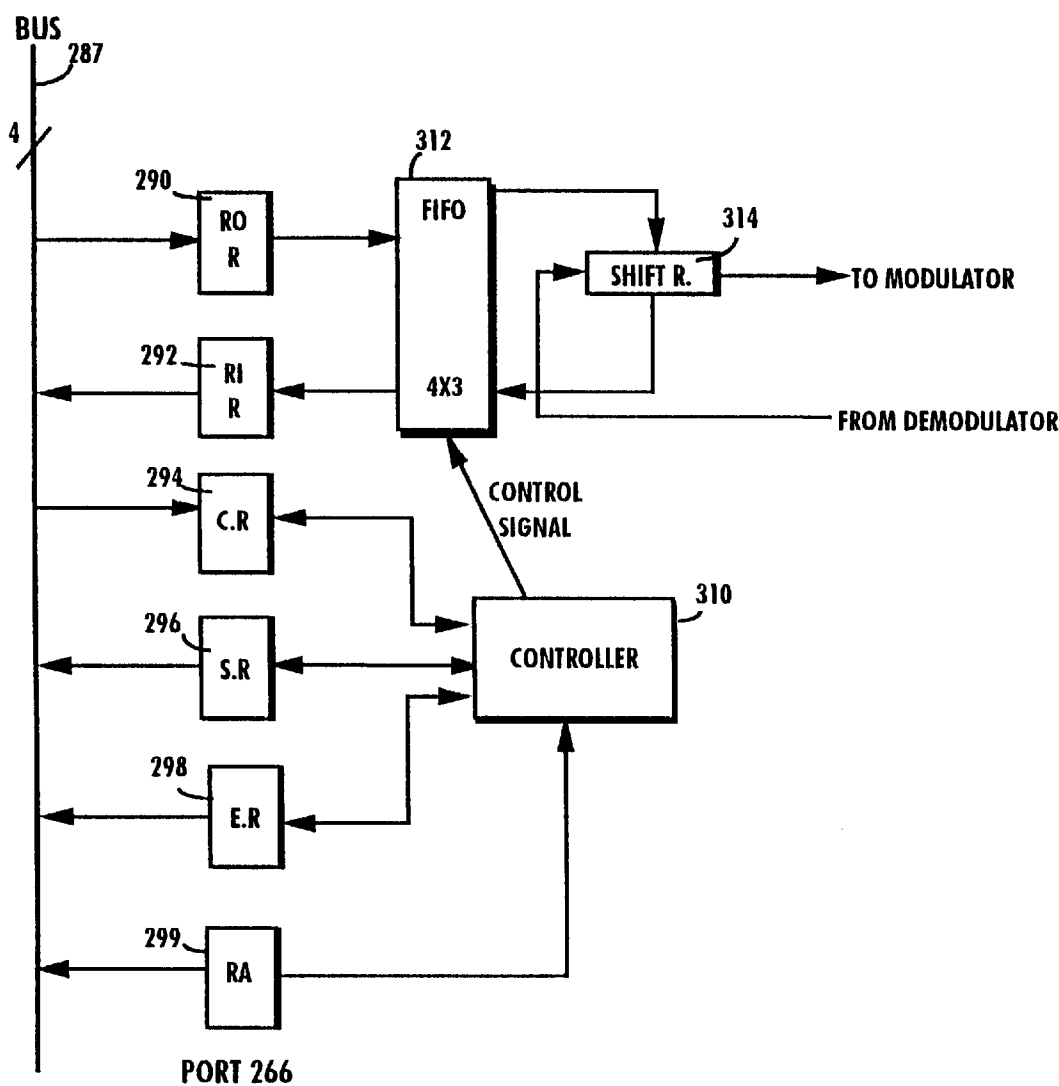 BUS
287
4
312
290
RO
R
FIFO
314
SHIFT R.
TO MODULATOR
292
RI
R
4X3
FROM DEMODULATOR
294
C.R
CONTROL
SIGNAL
310
296
S.R
CONTROLLER
298
E.R
299
RA
PORT 266